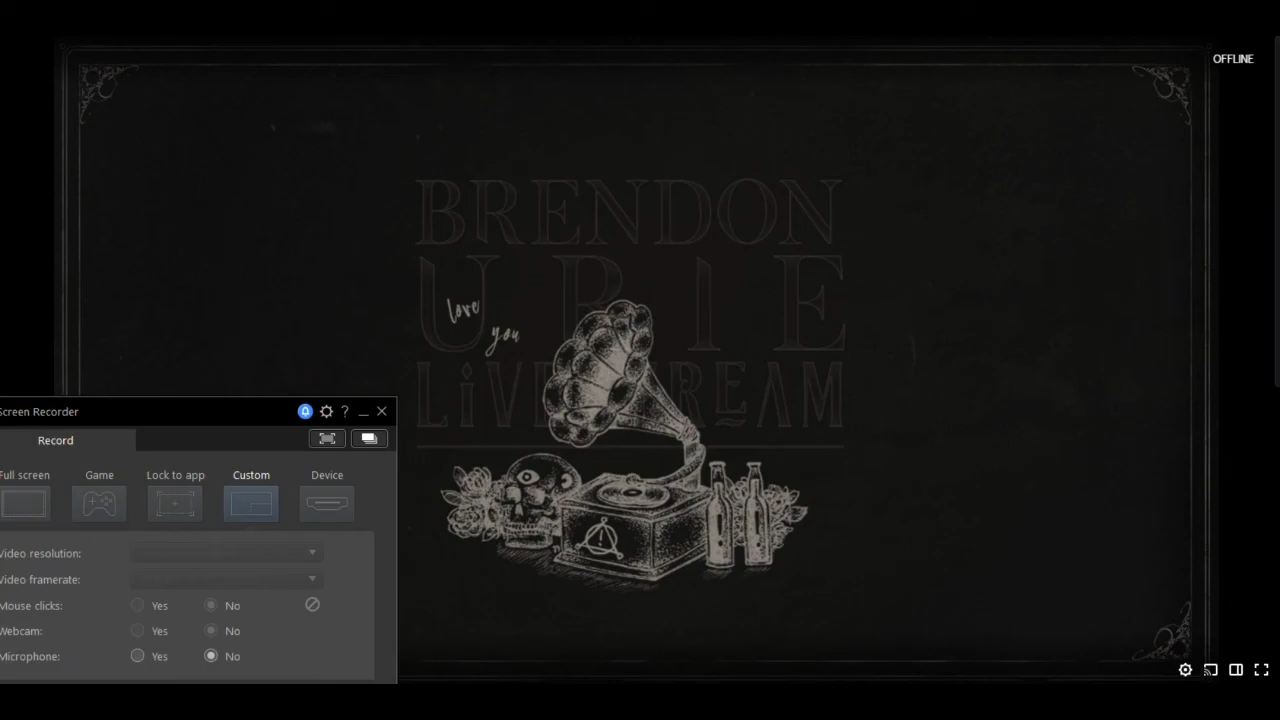 OFFLINE
BRENDON
URIE
love
you
LiVESTREAM
Screen Recorder
?
Record
Full screen
Game
Lock to app
Custom
Device
Video resolution:
Video framerate:
Mouse clicks:
Yes
No
Webcam:
Yes
No
Microphone:
Yes
No